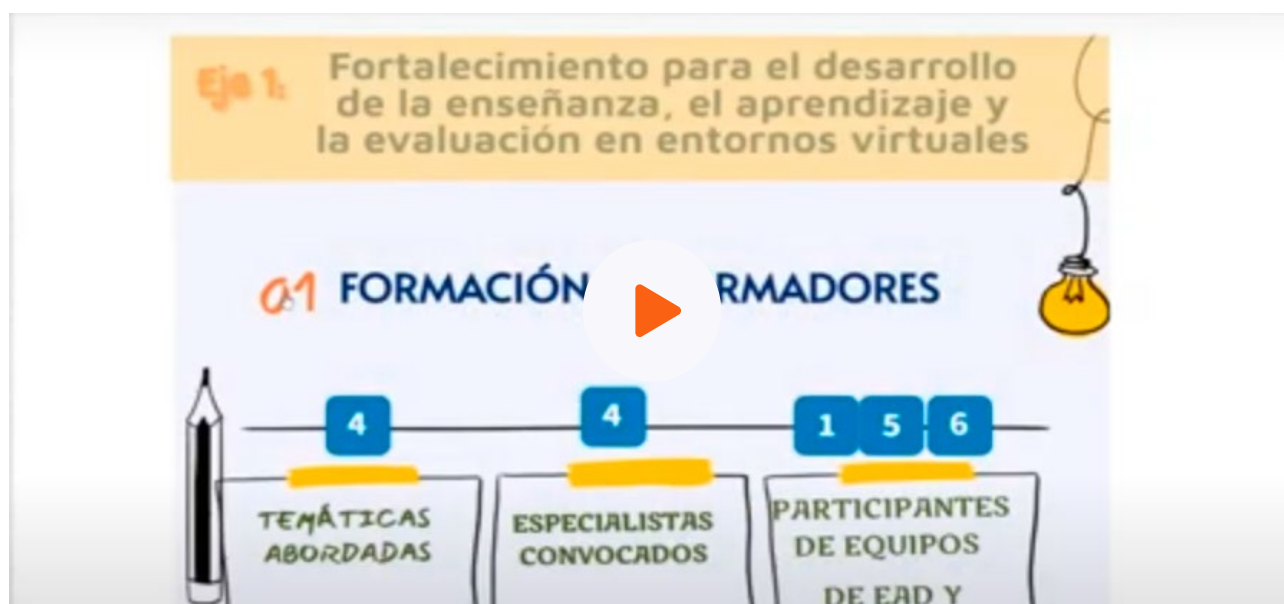 Eje 1:
Fortalecimiento para el desarrollo
de la enseñanza, el aprendizaje y
la evaluación en entornos virtuales
01 FORMACIÓN RMADORES
4
4
1 5 6
TEMÁTICAS
ABORDADAS
ESPECIALISTAS
CONVOCADOS
PARTICIPANTES
DE EQUIPOS
DE EAD Y